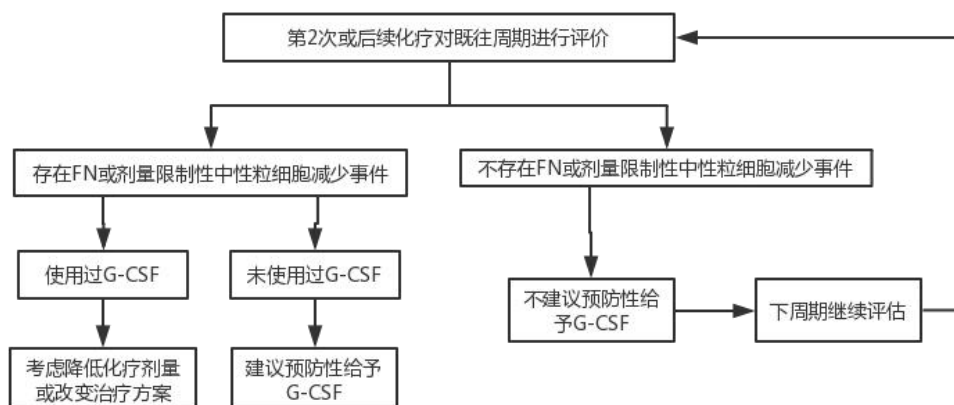 第2次或后续化疗对既往周期进行评价
存在FN或剂量限制性中性粒细胞减少事件
不存在FN或剂量限制性中性粒细胞减少事件
使用过G-CSF
未使用过G-CSF
不建议预防性给
予G-CSF
下周期继续评估
考虑降低化疗剂量
或改变治疗方案
建议预防性给予
G-CSF